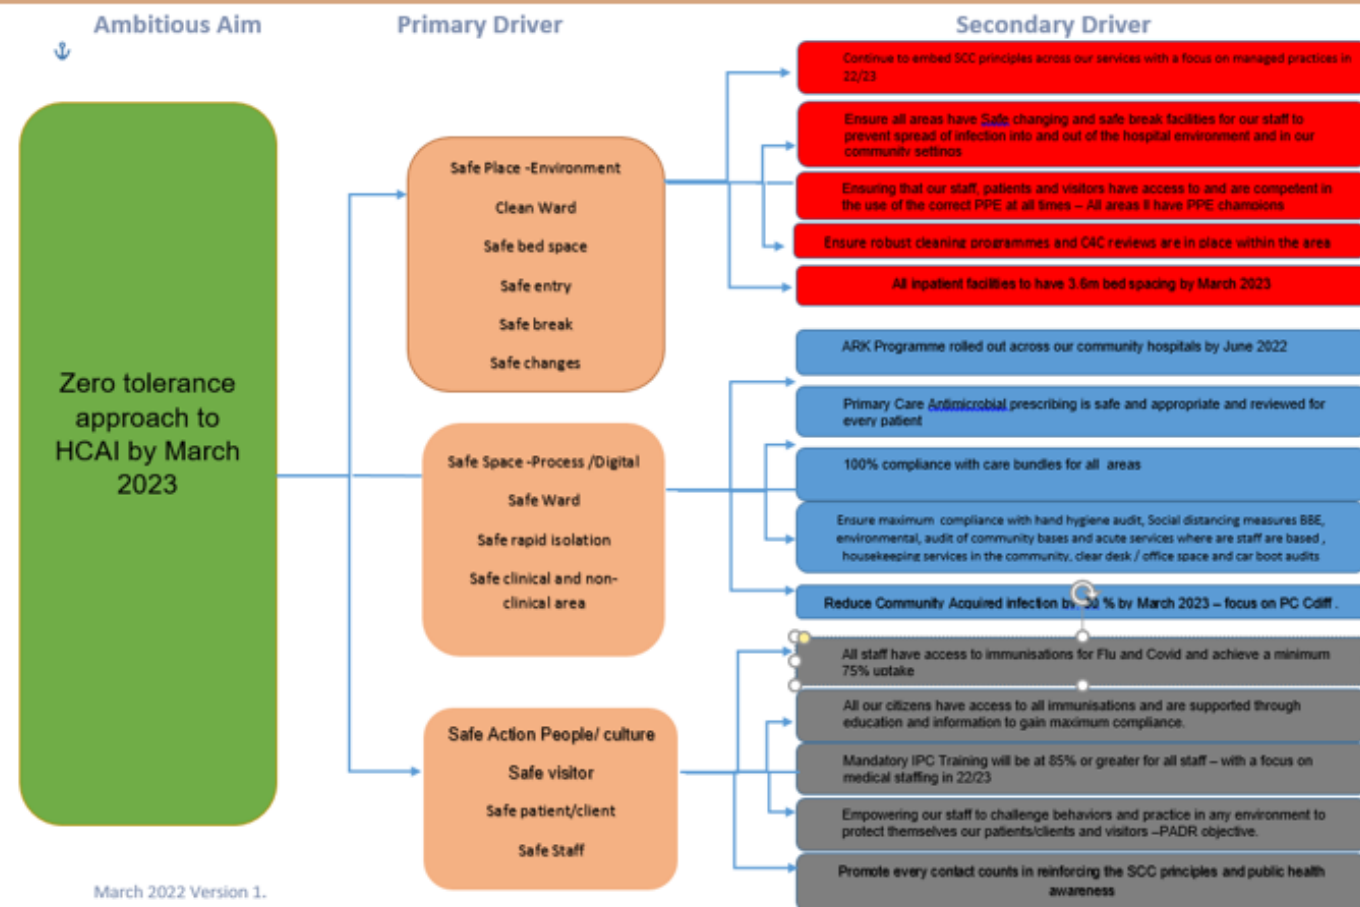 Ambitious Aim
Primary Driver
Secondary Driver
Zero tolerance
approach to
HCAI by March
2023
Safe Place -Environment
Clean Ward
Safe bed space
Safe entry
Safe break
Safe changes
Safe Space -Process /Digital
Safe Ward
Safe rapid isolation
Safe clinical and non-
clinical area
Safe Action People/ culture
Safe visitor
Safe patient/client
Safe Staff
Continue to embed SCC principles across our services with a focus on managed practices in
22/23
Ensure all areas have Safe changing and safe break facilities for our staff to
prevent spread of infection into and out of the hospital environment and in our
community settings
Ensuring that our staff, patients and visitors have access to and are competent in
the use of the correct PPE at all times – All areas ll have PPE champions
Ensure robust cleaning programmes and C4C reviews are in place within the area
All inpatient facilities to have 3.6m bed spacing by March 2023
ARK Programme rolled out across our community hospitals by June 2022
Primary Care Antimicrobial prescribing is safe and appropriate and reviewed for
every patient
100% compliance with care bundles for all areas
Ensure maximum compliance with hand hygiene audit, Social distancing measures BBE,
environmental, audit of community bases and acute services where are staff are based ,
housekeeping services in the community, clear desk / office space and car boot audits
Reduce Community Acquired infection by % by March 2023 – focus on PC Cdiff .
All staff have access to immunisations for Flu and Covid and achieve a minimum
75% uptake
All our citizens have access to all immunisations and are supported through
education and information to gain maximum compliance.
Mandatory IPC Training will be at 85% or greater for all staff – with a focus on
medical staffing in 22/23
Empowering our staff to challenge behaviors and practice in any environment to
protect themselves our patients/clients and visitors –PADR objective.
Promote every contact counts in reinforcing the SCC principles and public health
awareness
March 2022 Version 1.